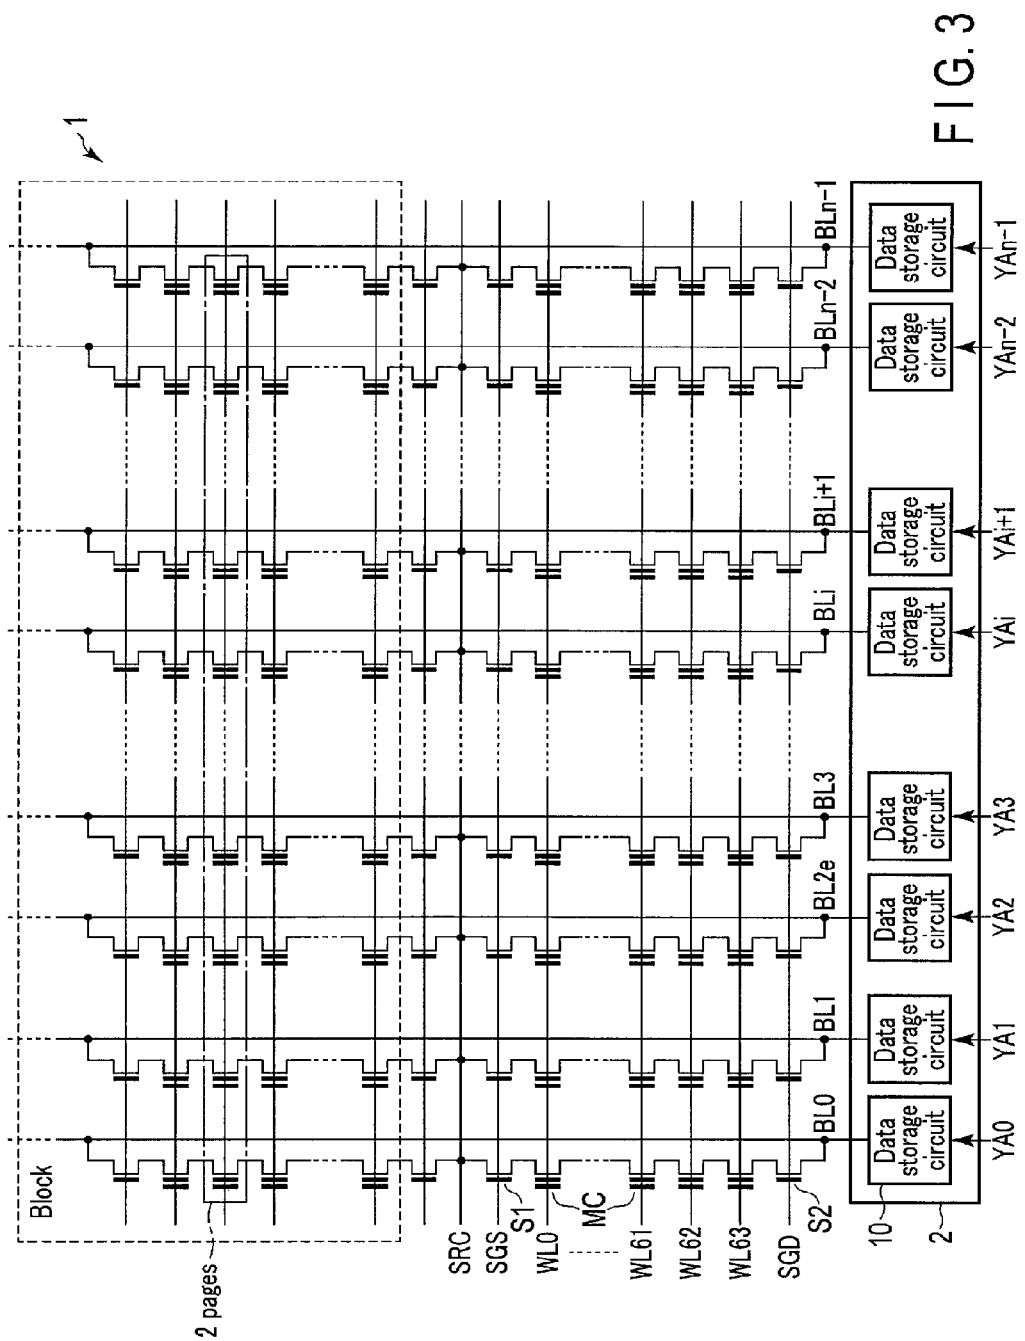 Block
2 pages
1
SRC
SGS
S1
WL0
MC
WL61
WL62
WL63
SGD
S2
BL0
BL1
BL2e
BL3
BLi
BLi+1
BLn-2
BLn-1
10
2
Data
storage
circuit
Data
storage
circuit
Data
storage
circuit
Data
storage
circuit
Data
storage
circuit
Data
storage
circuit
Data
storage
circuit
Data
storage
circuit
YA0
YA1
YA2
YA3
YAi
YAi+1
YAn-2
YAn-1
FIG. 3